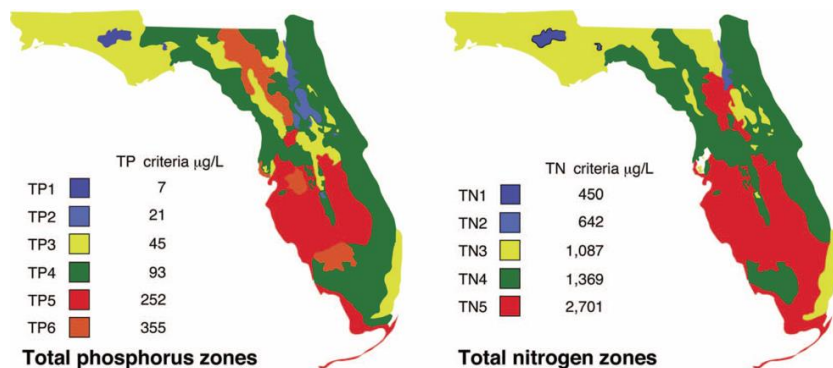 TP criteria µg/L
TP1 7
TP2 21
TP3 45
TP4 93
TP5 252
TP6 355
Total phosphorus zones
TN criteria µg/L
TN1 450
TN2 642
TN3 1,087
TN4 1,369
TN5 2,701
Total nitrogen zones